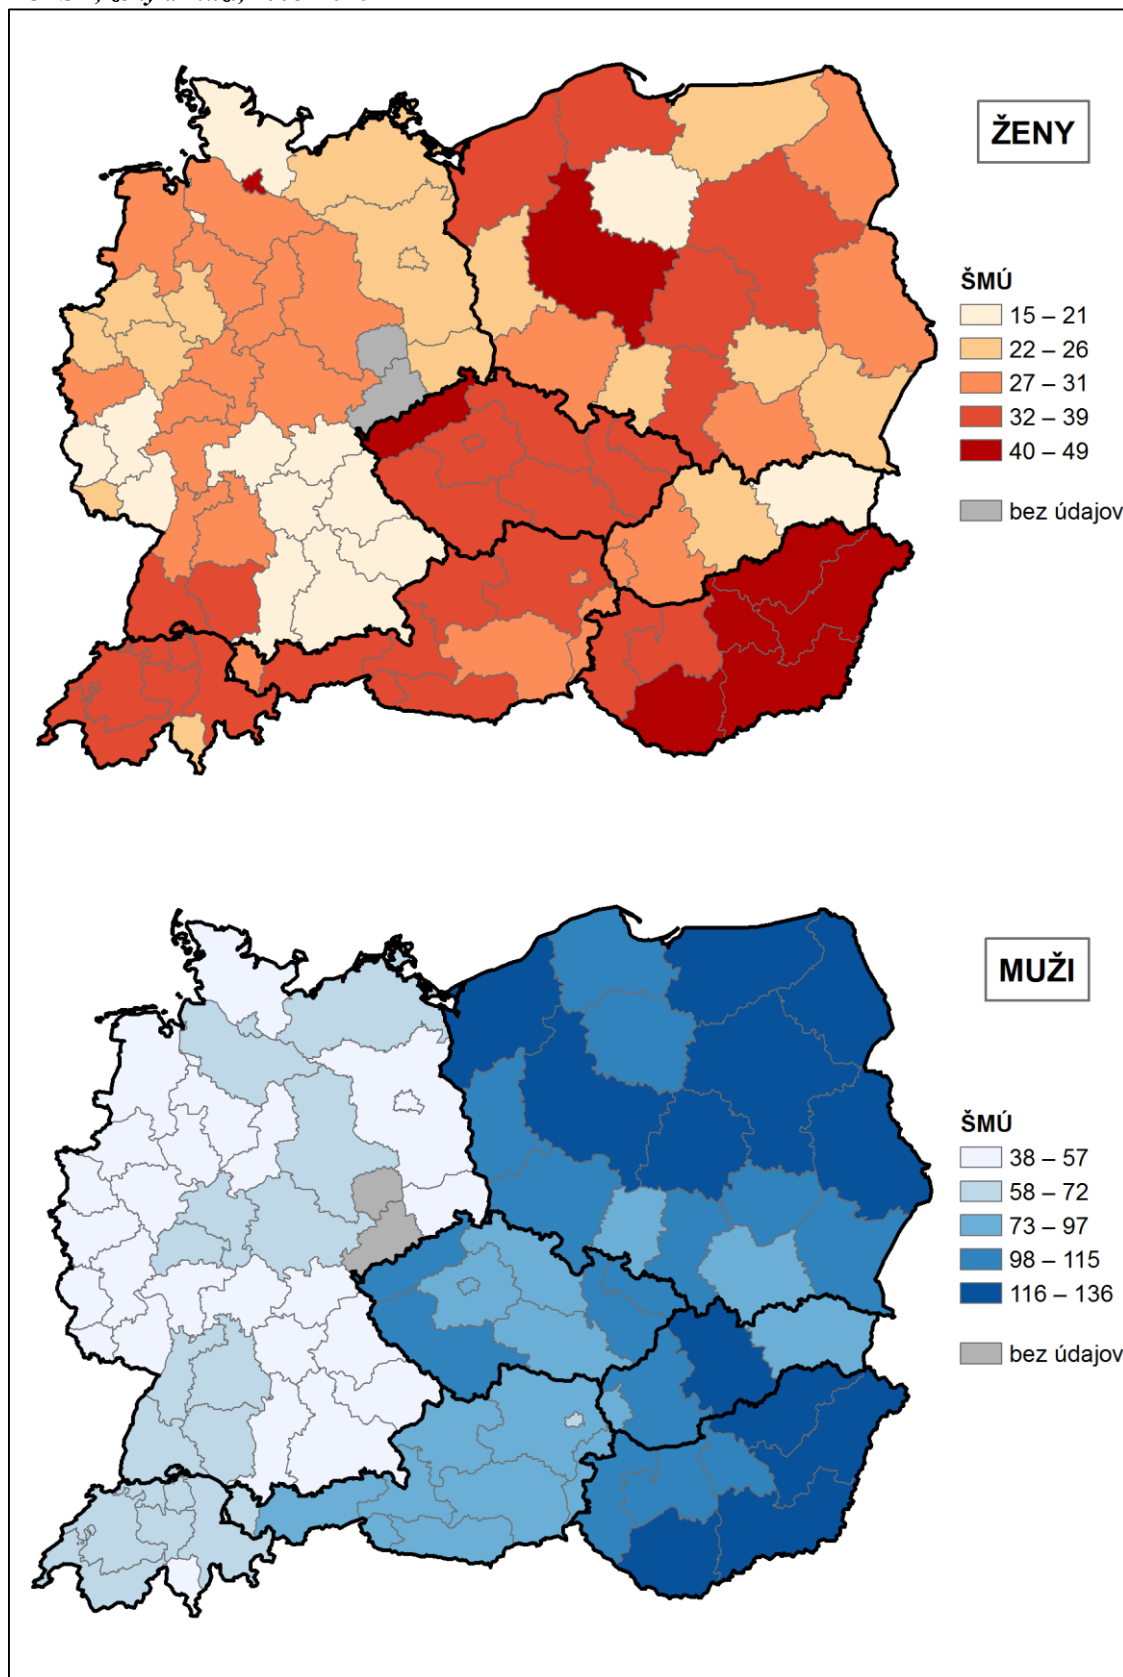 ŽENY
ŠMÚ
15 – 21
22 – 26
27 – 31
32 – 39
40 – 49
bez údajov
MUŽI
ŠMÚ
38 – 57
58 – 72
73 – 97
98 – 115
116 – 136
bez údajov